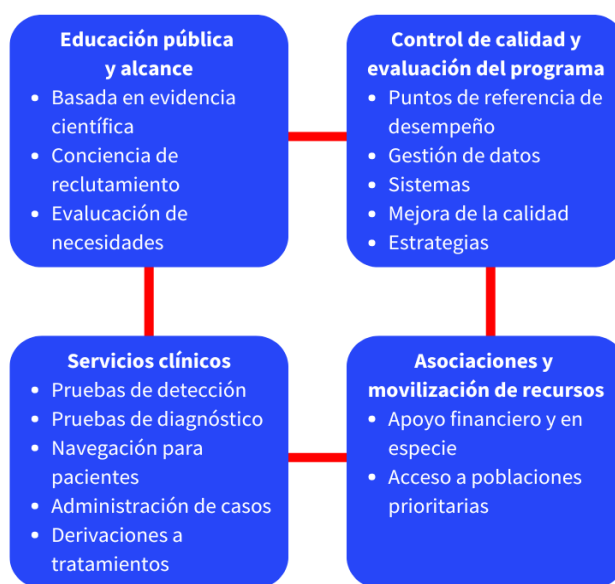 Educación pública
y alcance
• Basada en evidencia
científica
• Conciencia de
reclutamiento
• Evalucación de
necesidades
Control de calidad y
evaluación del programa
• Puntos de referencia de
desempeño
• Gestión de datos
• Sistemas
• Mejora de la calidad
• Estrategias
Servicios clínicos
• Pruebas de detección
• Pruebas de diagnóstico
• Navegación para
pacientes
• Administración de casos
• Derivaciones a
tratamientos
Asociaciones y
movilización de recursos
• Apoyo financiero y en
especie
• Acceso a poblaciones
prioritarias